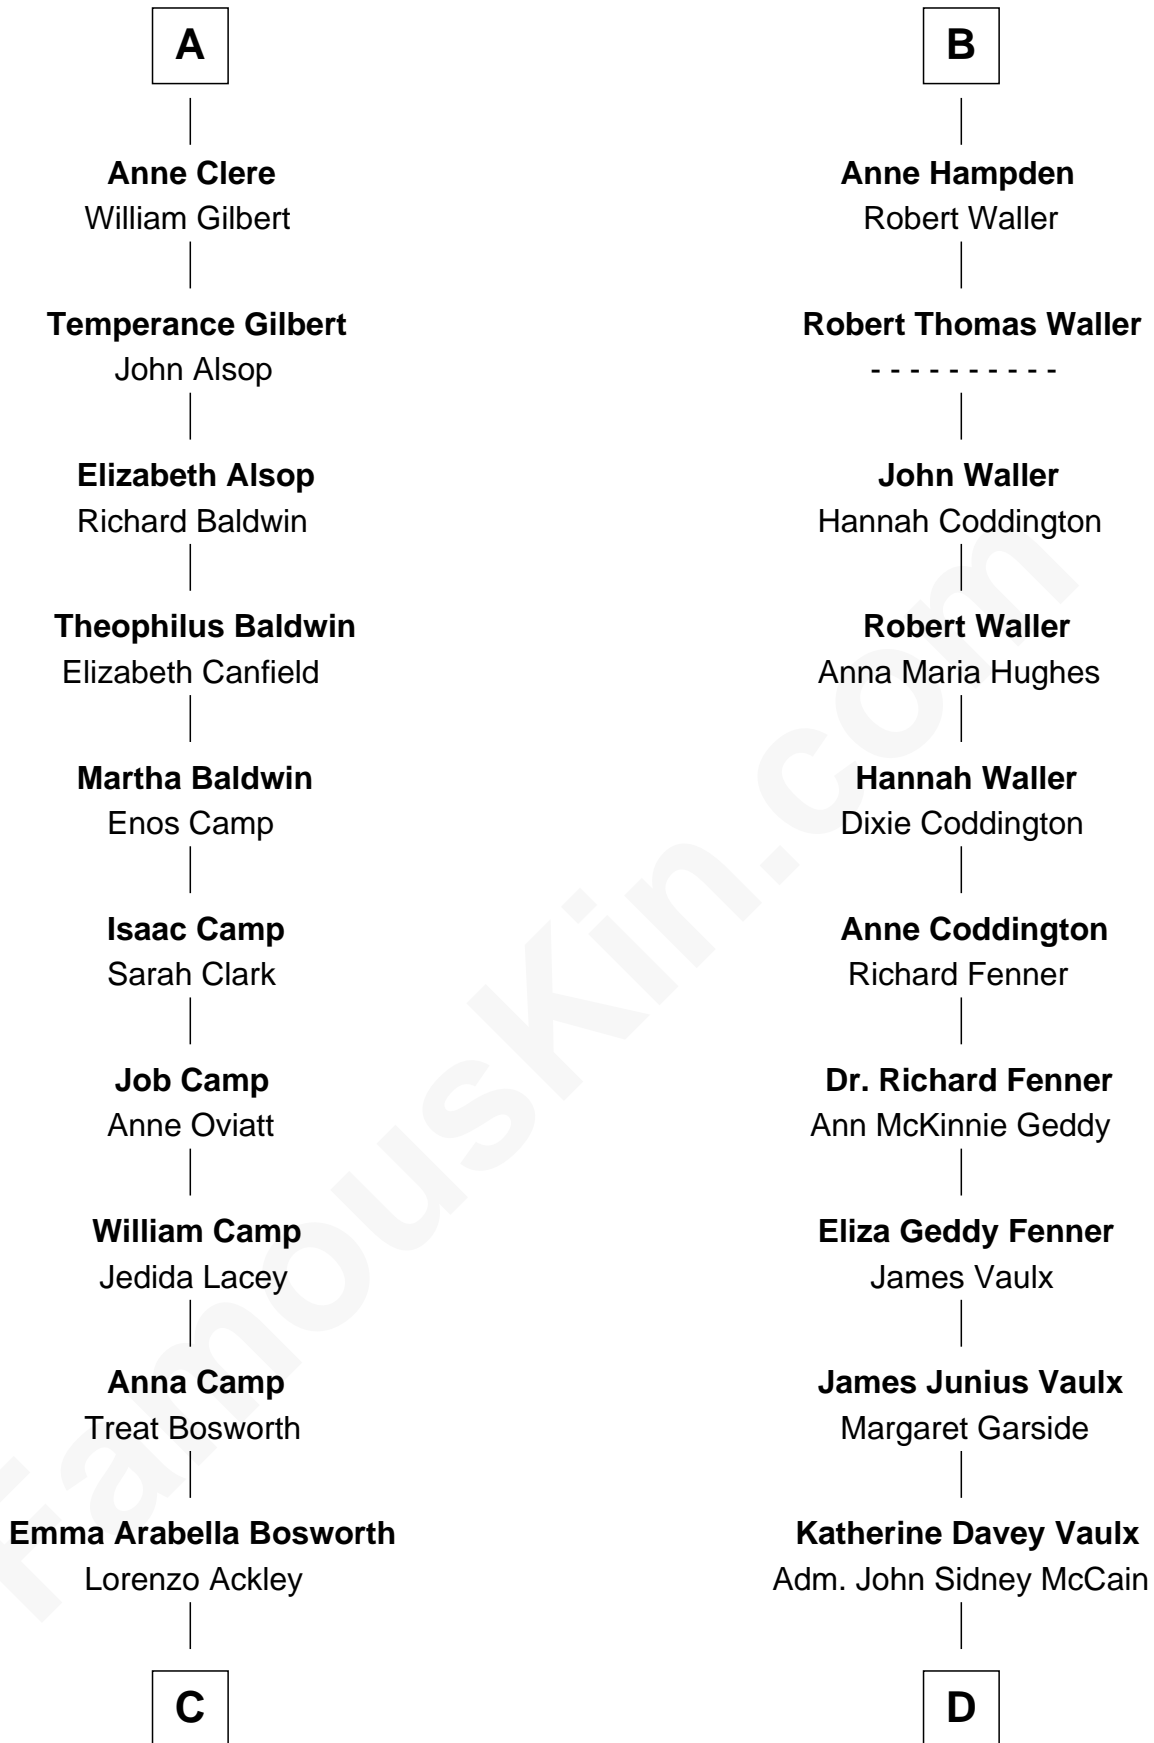 A
Anne Clere
William Gilbert
Temperance Gilbert
John Alsop
Elizabeth Alsop
Richard Baldwin
Theophilus Baldwin
Elizabeth Canfield
Martha Baldwin
Enos Camp
Isaac Camp
Sarah Clark
Job Camp
Anne Oviatt
William Camp
Jedida Lacey
Anna Camp
Treat Bosworth
Emma Arabella Bosworth
Lorenzo Ackley
C
B
Anne Hampden
Robert Waller
Robert Thomas Waller
- - - - - - - - - -
John Waller
Hannah Coddington
Robert Waller
Anna Maria Hughes
Hannah Waller
Dixie Coddington
Anne Coddington
Richard Fenner
Dr. Richard Fenner
Ann McKinnie Geddy
Eliza Geddy Fenner
James Vaulx
James Junius Vaulx
Margaret Garside
Katherine Davey Vaulx
Adm. John Sidney McCain
D
FamousKin.com